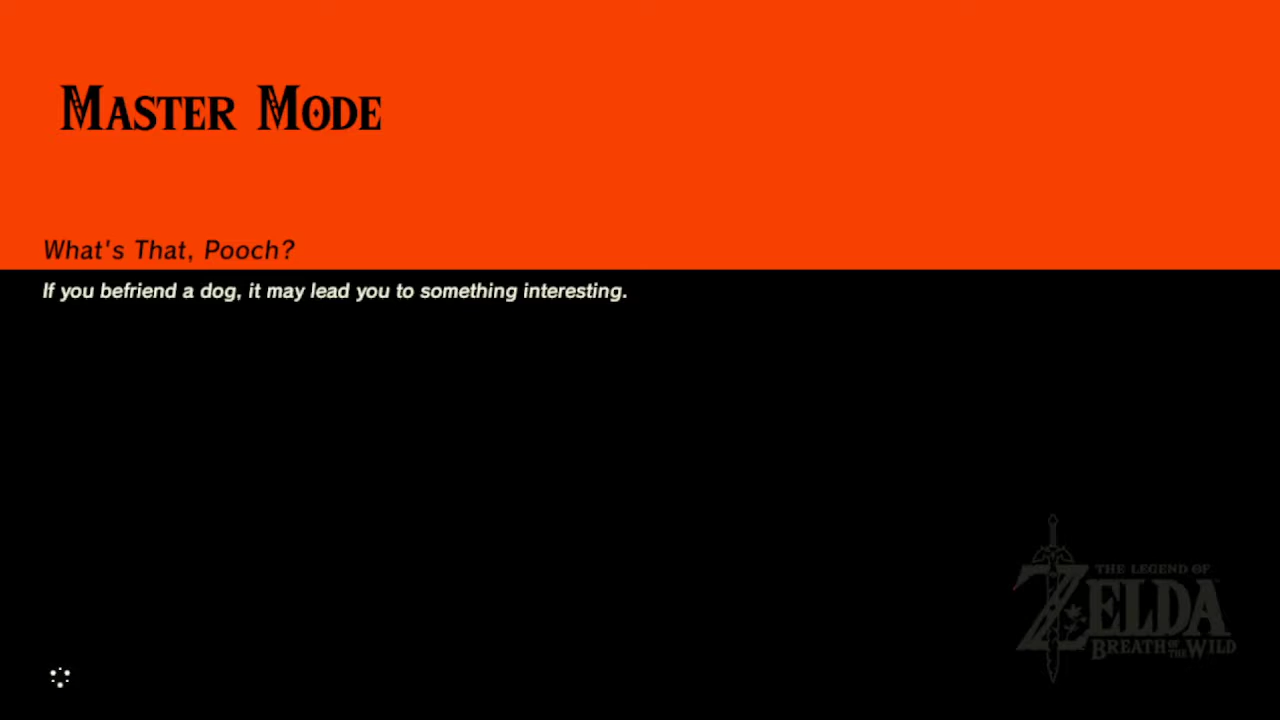 Master Mode
What's That, Pooch?
If you befriend a dog, it may lead you to something interesting.
THE LEGEND OF
ZELDA
BREATH OF THE WILD